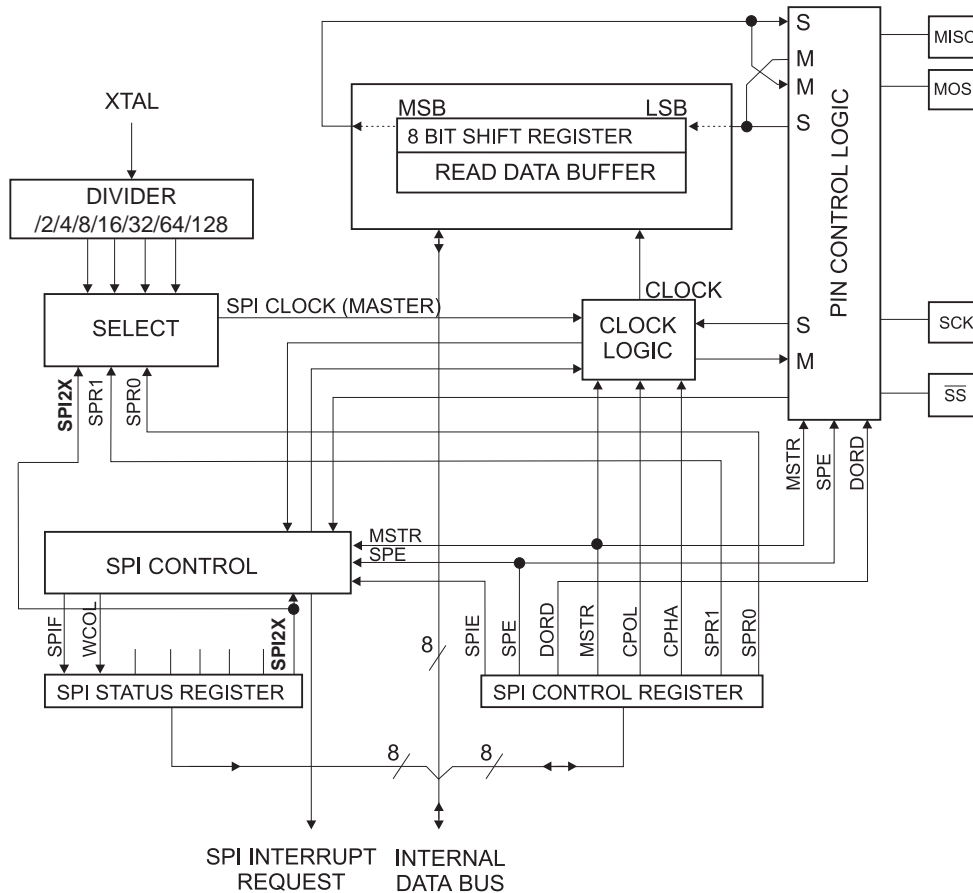 S
MISO
M
MOSI
M
XTAL
MSB
LSB
S
8 BIT SHIFT REGISTER
READ DATA BUFFER
DIVIDER
/2/4/8/16/32/64/128
PIN CONTROL LOGIC
SPI CLOCK (MASTER)
CLOCK
SELECT
CLOCK
LOGIC
S
SCK
M
SS
SPI2X
SPR1
SPR0
MSTR
SPE
DORD
MSTR
SPE
SPI CONTROL
SPIF
WCOL
SPI2X
8
SPIE
SPE
DORD
MSTR
CPOL
CPHA
SPR1
SPR0
SPI STATUS REGISTER
SPI CONTROL REGISTER
8
8
SPI INTERRUPT
REQUEST
INTERNAL
DATA BUS